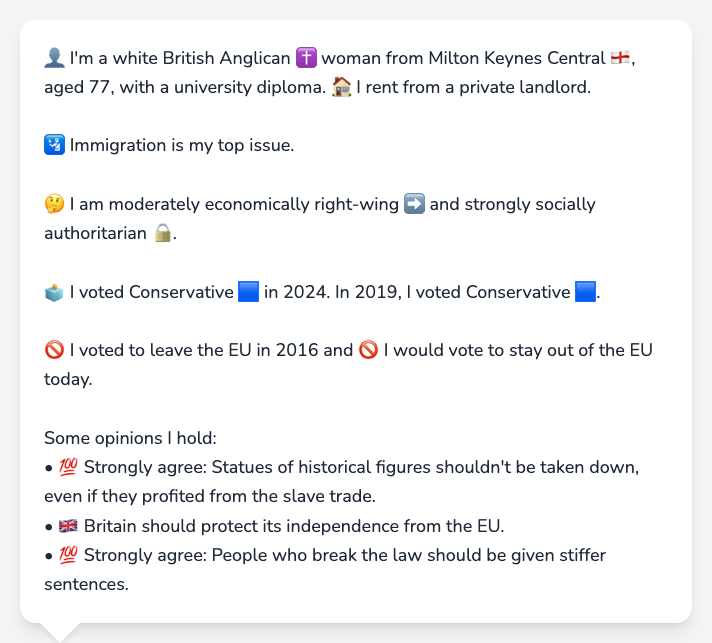 👤 I'm a white British Anglican ✝️ woman from Milton Keynes Central 🏴󠁧󠁢󠁥󠁮󠁧󠁿,
aged 77, with a university diploma. 🏠 I rent from a private landlord.
🛂 Immigration is my top issue.
🤔 I am moderately economically right-wing ➡️ and strongly socially
authoritarian 🔒.
🗳️ I voted Conservative 🟦 in 2024. In 2019, I voted Conservative 🟦.
🚫 I voted to leave the EU in 2016 and 🚫 I would vote to stay out of the EU
today.
Some opinions I hold:
• 💯 Strongly agree: Statues of historical figures shouldn't be taken down,
even if they profited from the slave trade.
• 🇬🇧 Britain should protect its independence from the EU.
• 💯 Strongly agree: People who break the law should be given stiffer
sentences.